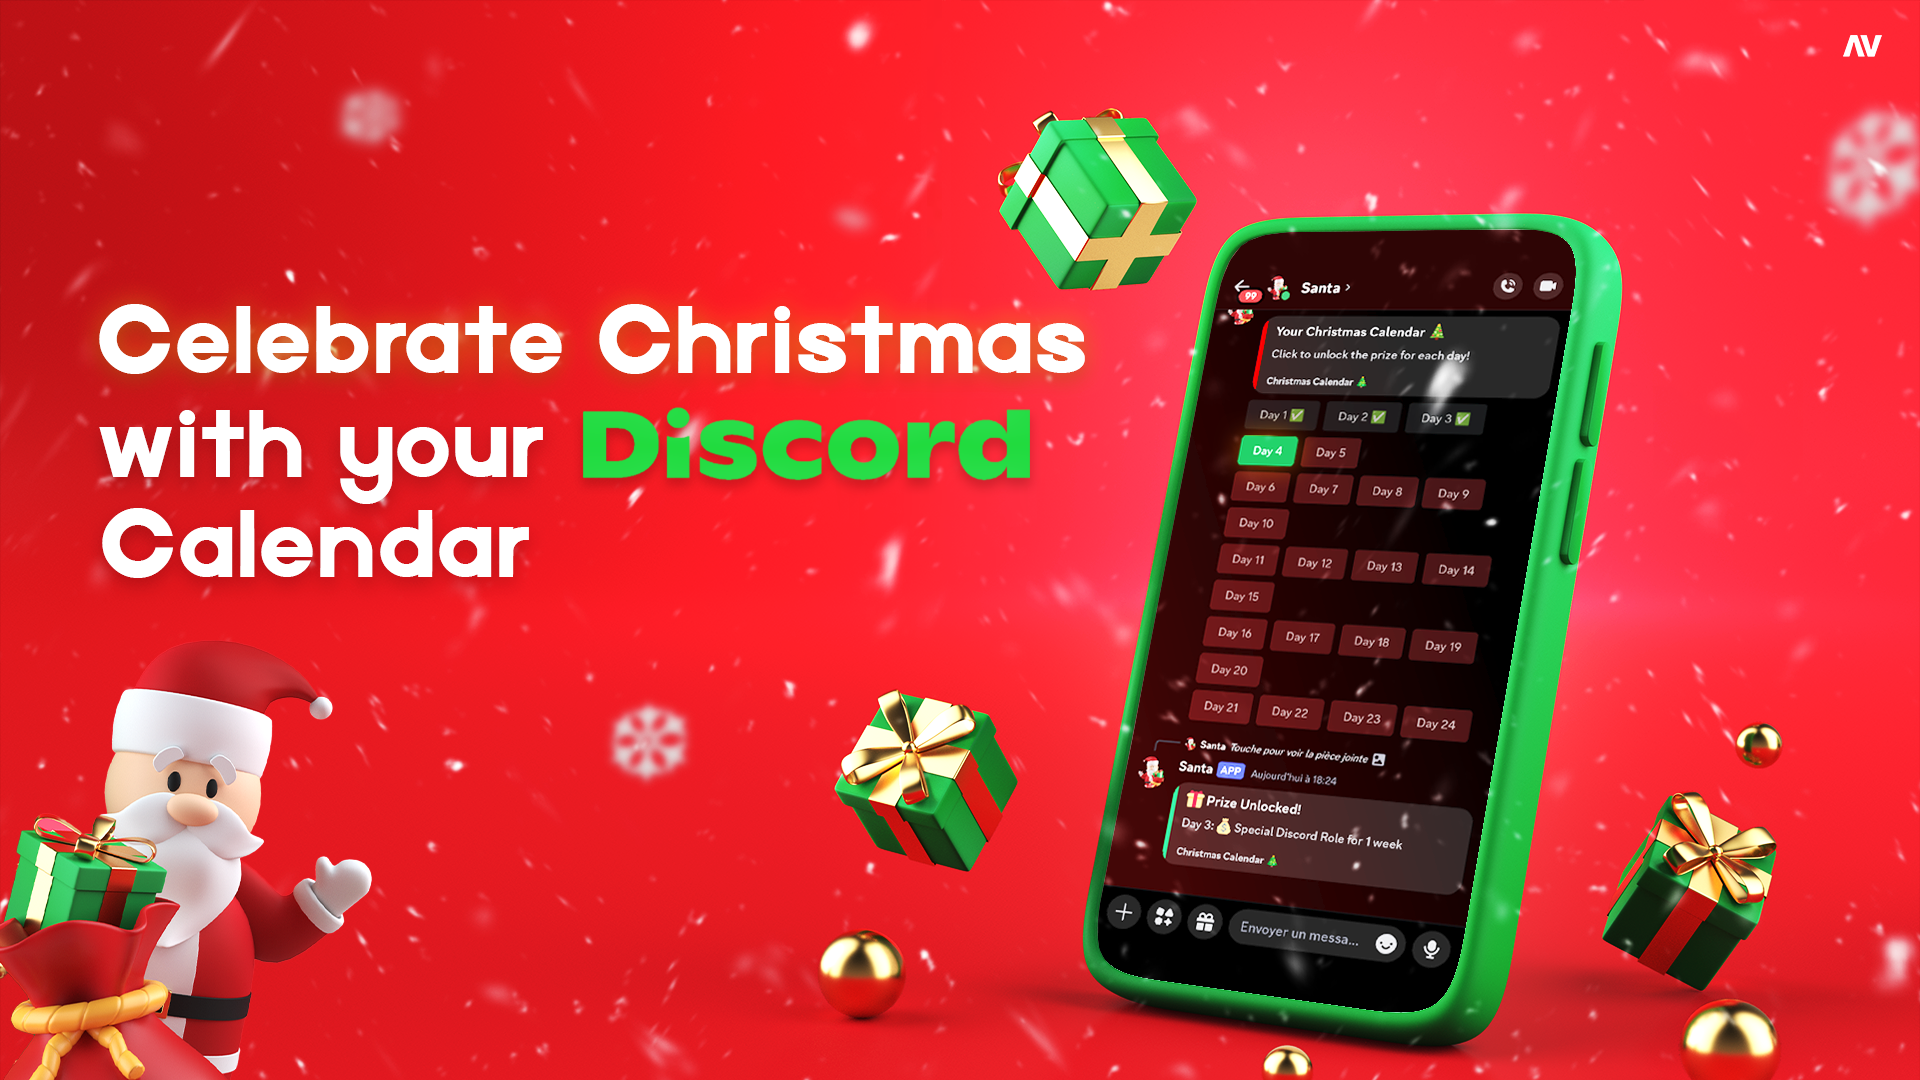 AV
Celebrate Christmas
with your Discord
Calendar
99
Santa ›
Your Christmas Calendar
Click to unlock the prize for each day!
Christmas Calendar
Day 1 Day 2 Day 3
Day 4 Day 5
Day 6 Day 7 Day 8 Day 9
Day 10
Day 11 Day 12 Day 13 Day 14
Day 15
Day 16 Day 17 Day 18 Day 19
Day 20
Day 21 Day 22 Day 23 Day 24
Santa Touche pour voir la pièce jointe
Santa APP Aujourd'hui à 18:24
Prize Unlocked!
Day 3: Special Discord Role for 1 week
Christmas Calendar
Envoyer un messa...